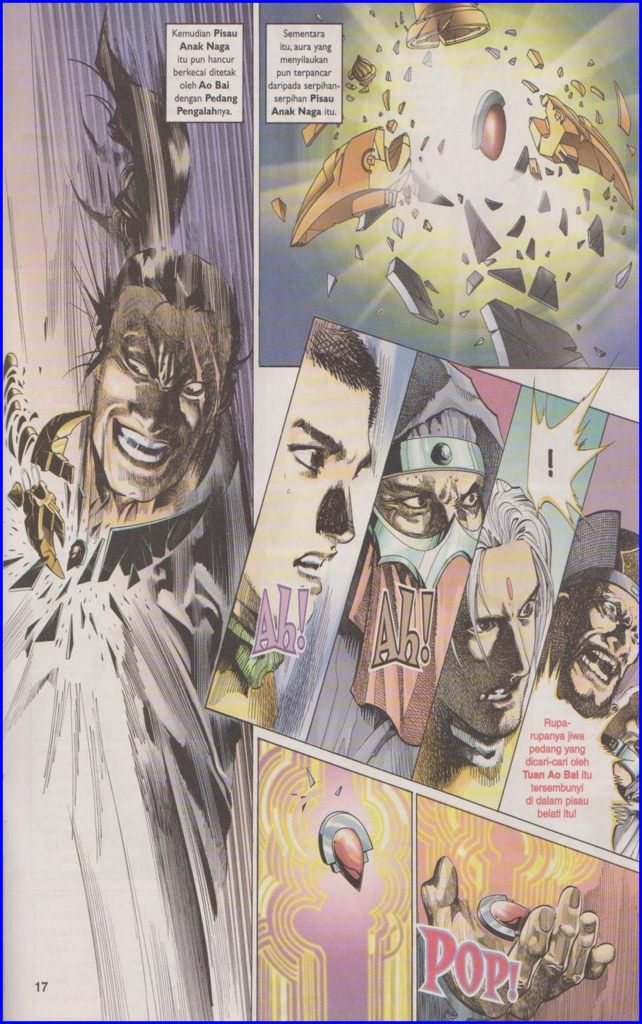 Kemudian Pisau
Anak Naga
itu pun hancur
berkecai ditetak
oleh Ao Bai
dengan Pedang
Pengalahnya.
Sementara
itu, aura yang
menyilaukan
pun terpancar
daripada serpihan-
serpihan Pisau
Anak Naga itu.
!
Ah!
Ah!
Rupa-
rupanya jiwa
pedang yang
dicari-cari oleh
Tuan Ao Bai itu
tersembunyi
di dalam pisau
belati itu!
POP!
17